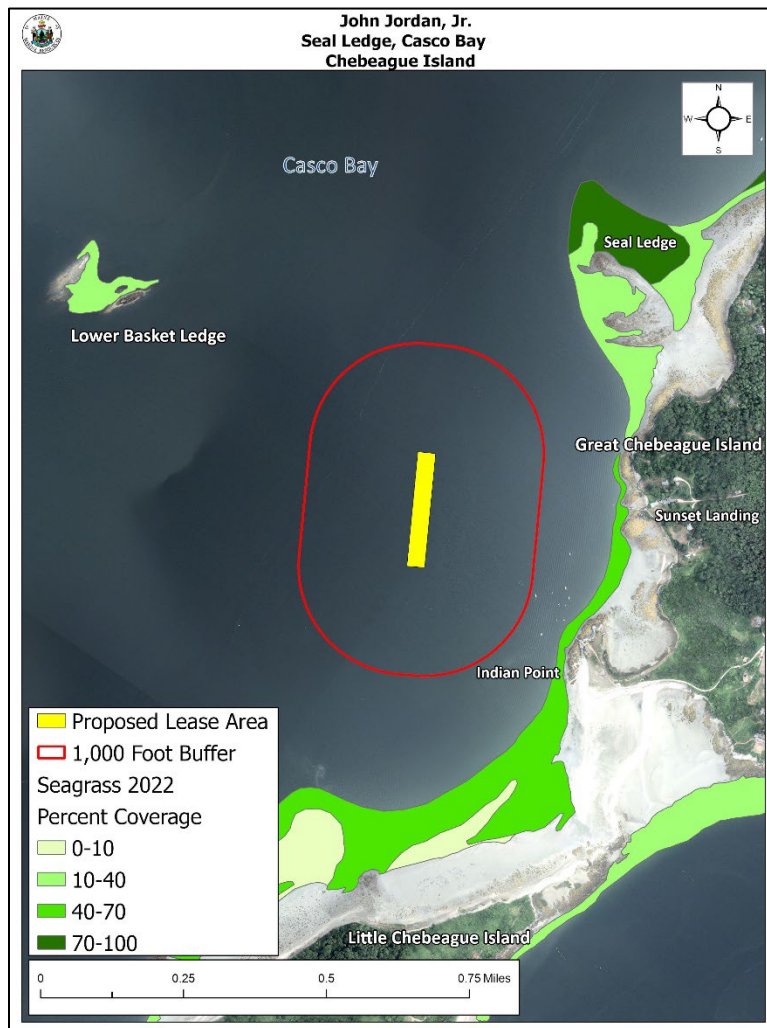 John Jordan, Jr.
Seal Ledge, Casco Bay
Chebeague Island
N
W E
S
Casco Bay
Seal Ledge
Lower Basket Ledge
Great Chebeague Island
Sunset Landing
Indian Point
Proposed Lease Area
1,000 Foot Buffer
Seagrass 2022
Percent Coverage
0-10
10-40
40-70
70-100
Little Chebeague Island
0 0.25 0.5 0.75 Miles